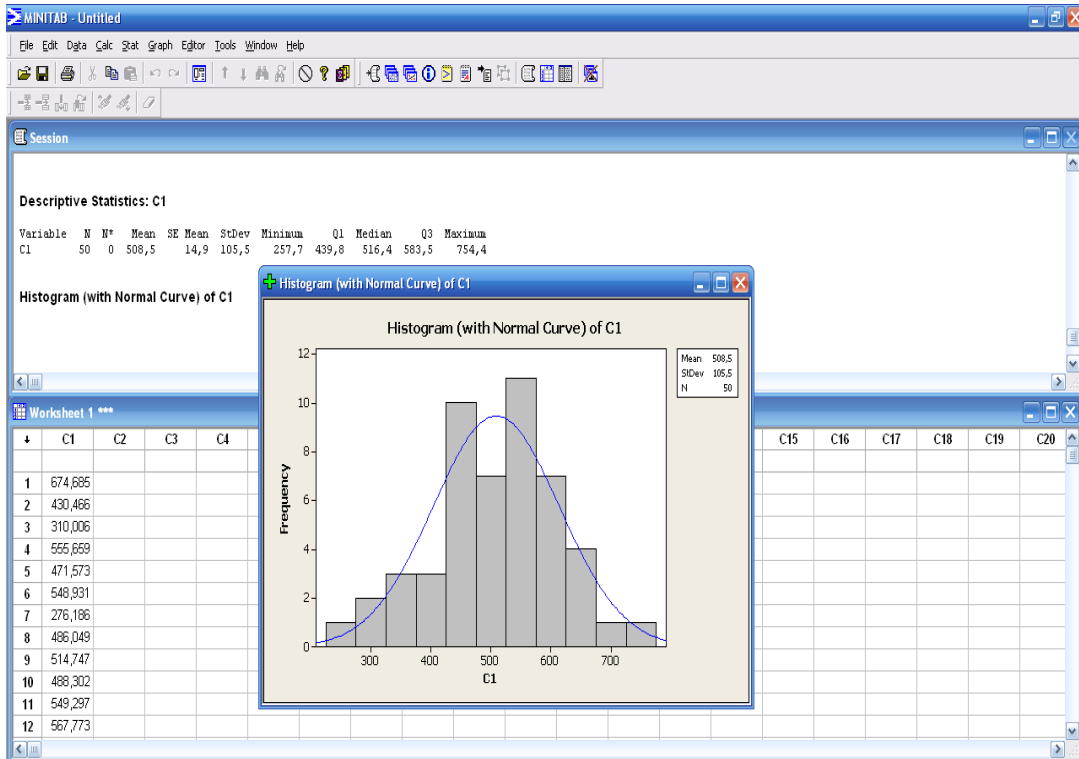 MINITAB - Untitled
File Edit Data Calc Stat Graph Editor Tools Window Help
Session
Descriptive Statistics: C1
Variable N N* Mean SE Mean StDev Minimum Q1 Median Q3 Maximum
C1 50 0 508,5 14,9 105,5 257,7 439,8 516,4 583,5 754,4
Histogram (with Normal Curve) of C1
Histogram (with Normal Curve) of C1
Histogram (with Normal Curve) of C1
Mean 508,5
StDev 105,5
N 50
12
10
8
6
4
2
0
Frequency
300 400 500 600 700
C1
Worksheet 1 ***
↓ C1 C2 C3 C4 C15 C16 C17 C18 C19 C20
1 674,685
2 430,466
3 310,006
4 555,659
5 471,573
6 548,931
7 276,186
8 486,049
9 514,747
10 488,302
11 549,297
12 567,773